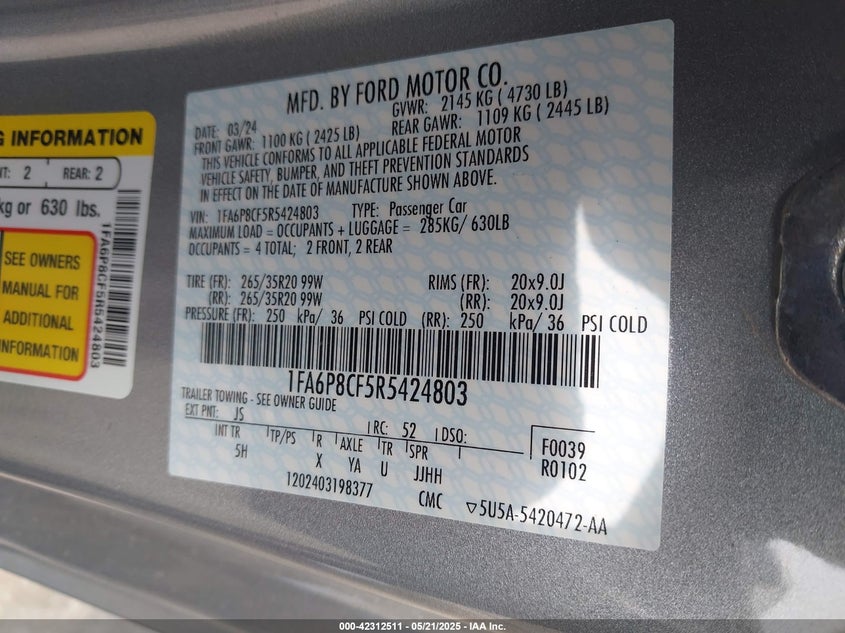 G INFORMATION
NT: 2 REAR: 2
kg or 630 lbs.
SEE OWNERS
MANUAL FOR
ADDITIONAL
INFORMATION
1FA6P8CF5R5424803
MFD. BY FORD MOTOR CO.
DATE: 03/24 GVWR: 2145 KG ( 4730 LB)
FRONT GAWR: 1100 KG ( 2425 LB) REAR GAWR: 1109 KG ( 2445 LB)
THIS VEHICLE CONFORMS TO ALL APPLICABLE FEDERAL MOTOR
VEHICLE SAFETY, BUMPER, AND THEFT PREVENTION STANDARDS
IN EFFECT ON THE DATE OF MANUFACTURE SHOWN ABOVE.
VIN: 1FA6P8CF5R5424803 TYPE: Passenger Car
MAXIMUM LOAD = OCCUPANTS + LUGGAGE = 285KG/ 630LB
OCCUPANTS = 4 TOTAL; 2 FRONT, 2 REAR
TIRE (FR): 265/35R20 99W RIMS (FR): 20x9.0J
(RR): 265/35R20 99W (RR): 20x9.0J
PRESSURE (FR): 250 kPa/ 36 PSI COLD (RR): 250 kPa/ 36 PSI COLD
1FA6P8CF5R5424803
TRAILER TOWING - SEE OWNER GUIDE
EXT PNT: JS RC: 52 DSO: F0039
INT TR TP/PS R AXLE TR SPR R0102
5H X YA U JJHH
1202403198377 CMC ▽5U5A-5420472-AA
000-42312511 - 05/21/2025 - IAA Inc.